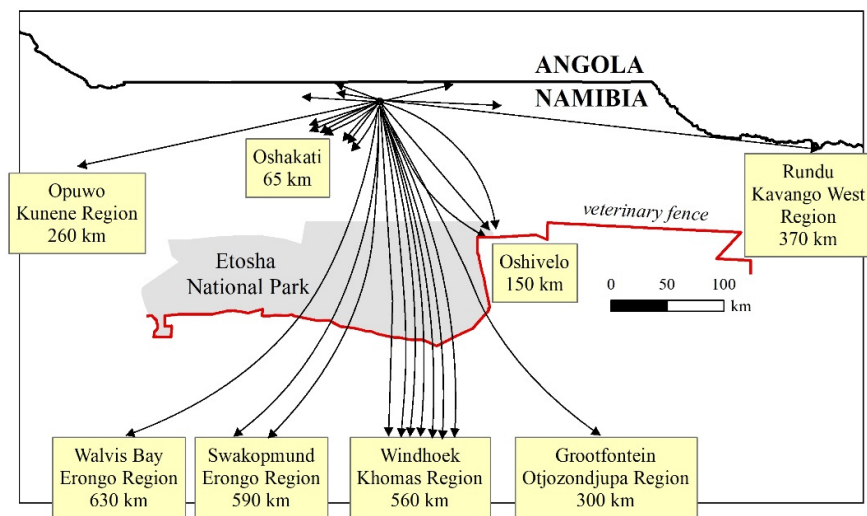 ANGOLA
NAMIBIA
Oshakati
65 km
Opuwo
Kunene Region
260 km
Rundu
Kavango West
Region
370 km
veterinary fence
Etosha
National Park
Oshivelo
150 km
0 50 100
km
Walvis Bay
Erongo Region
630 km
Swakopmund
Erongo Region
590 km
Windhoek
Khomas Region
560 km
Grootfontein
Otjozondjupa Region
300 km